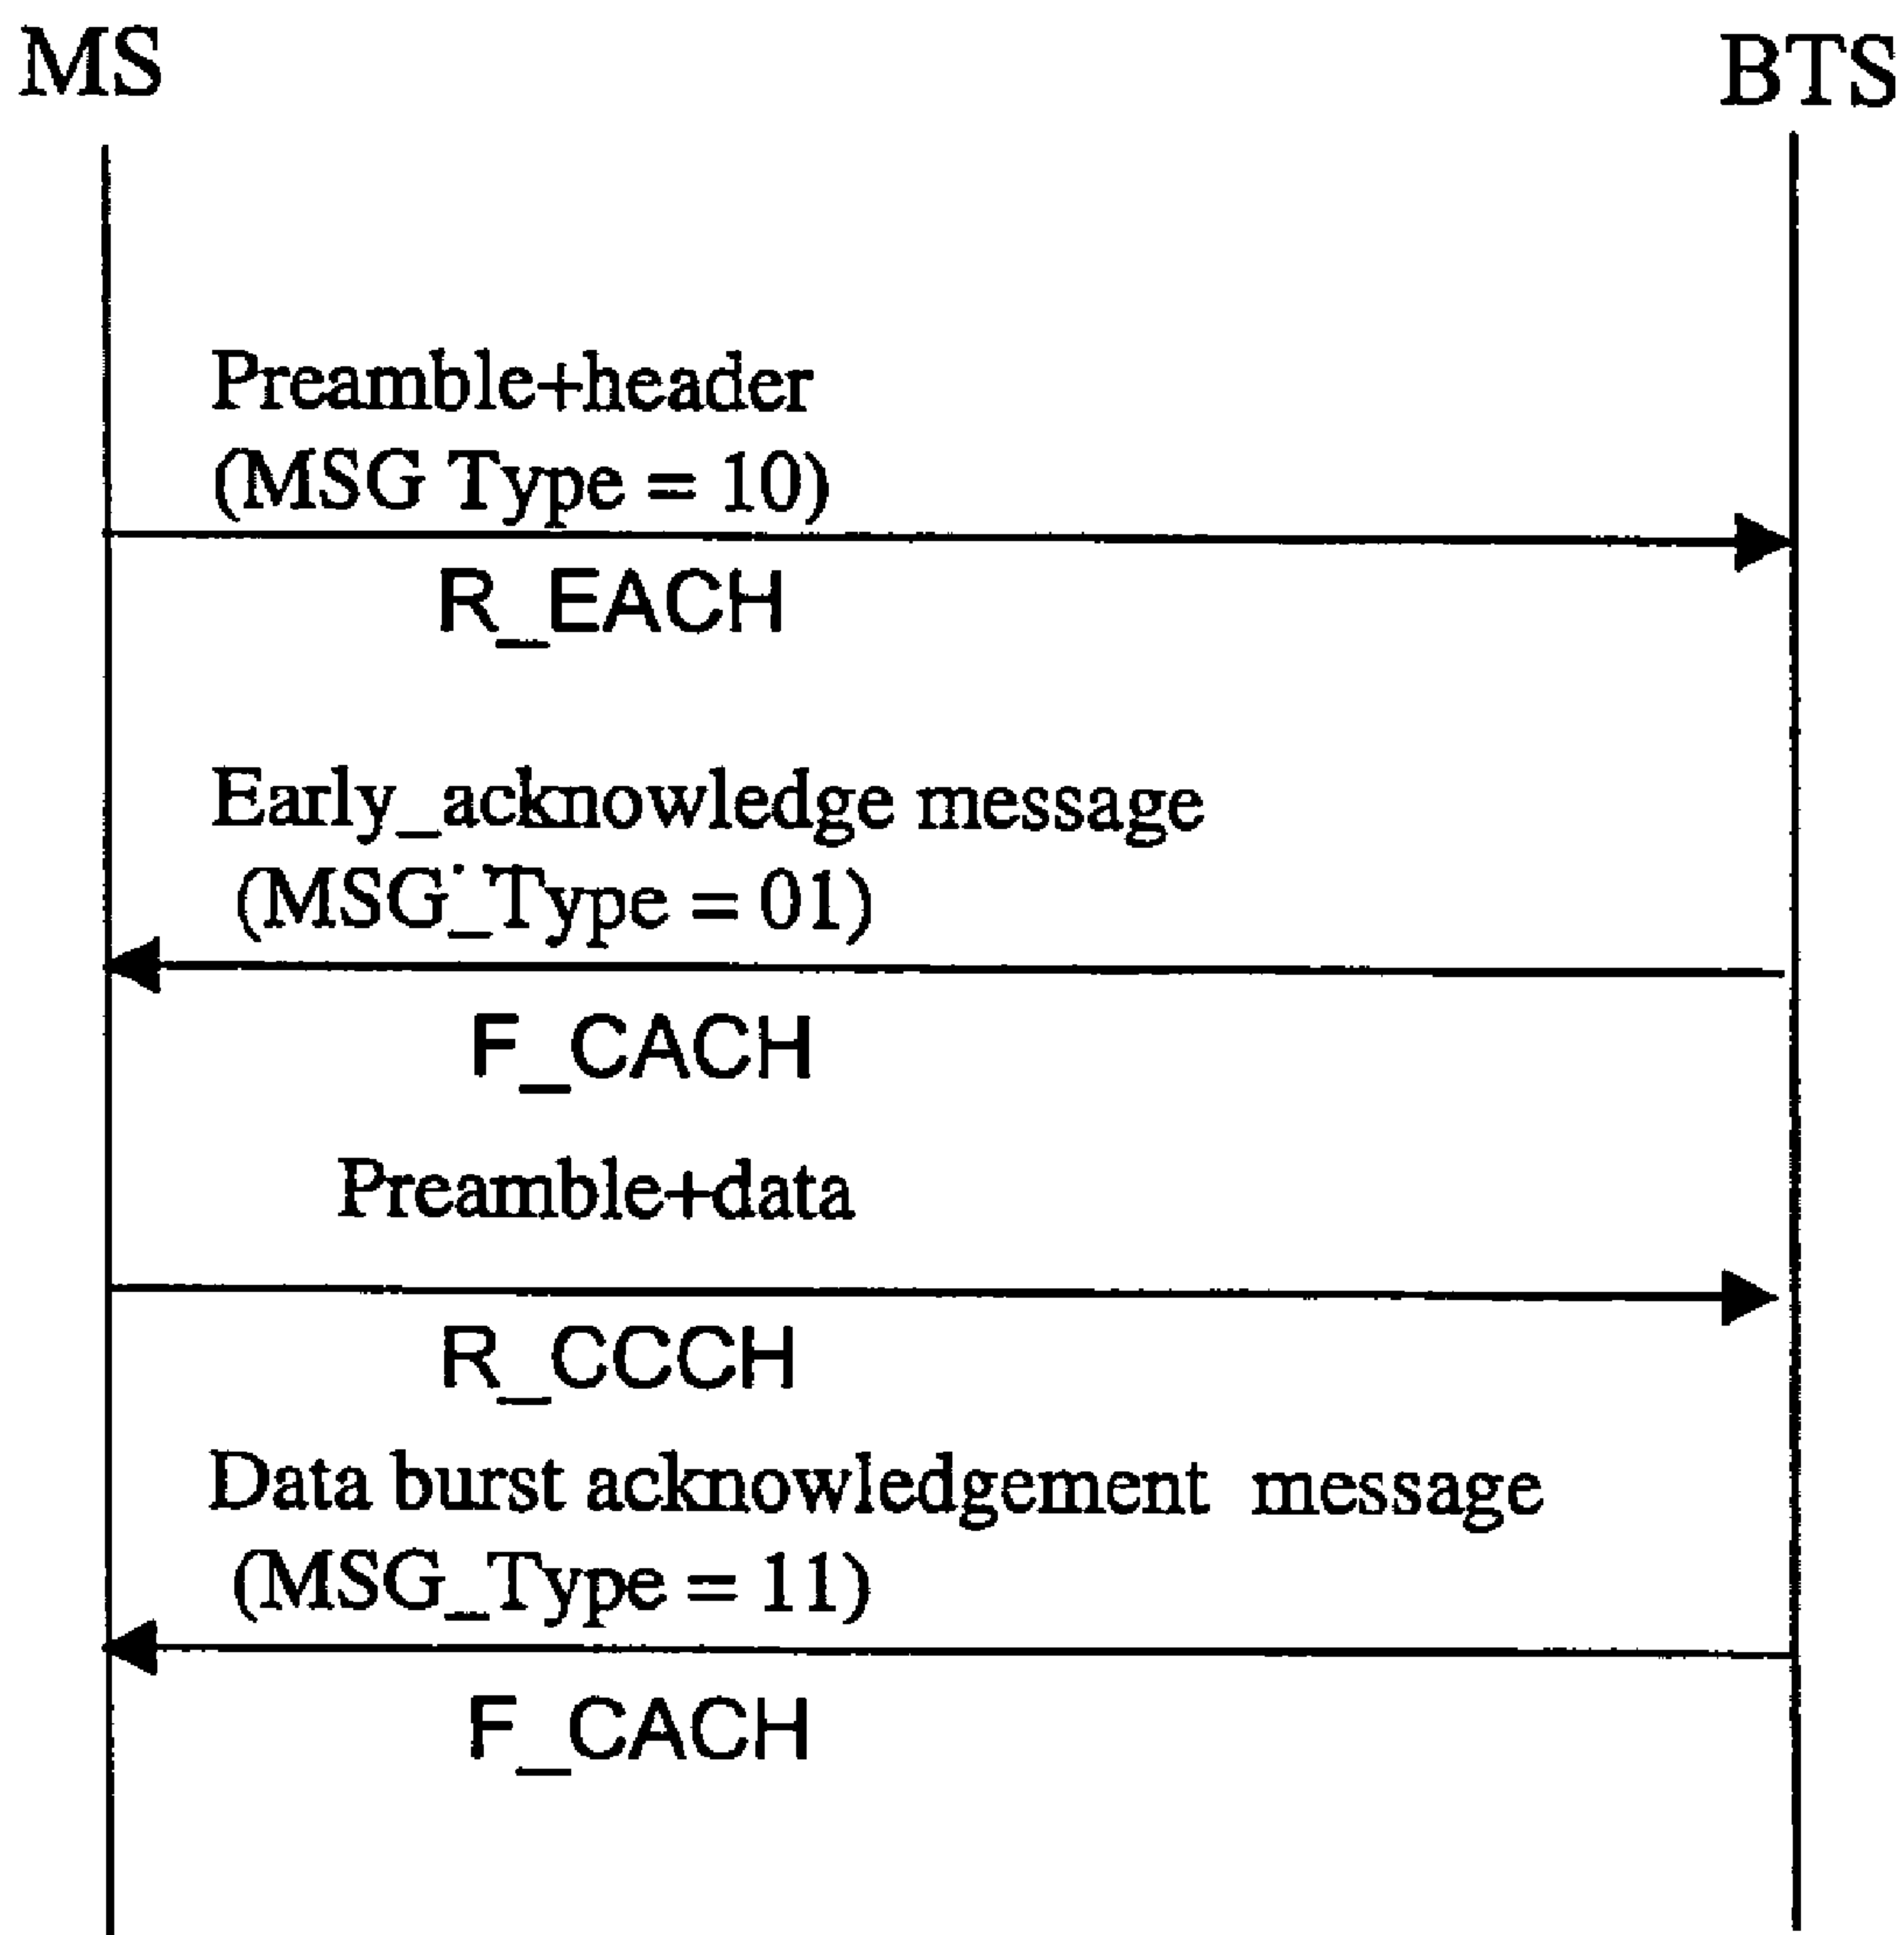 MS
BTS
Preamble+header
(MSG Type = 10)
R_EACH
Early_acknowledge message
(MSG_Type = 01)
F_CACH
Preamble+data
R_CCCH
Data burst acknowledgement message
(MSG_Type = 11)
F_CACH